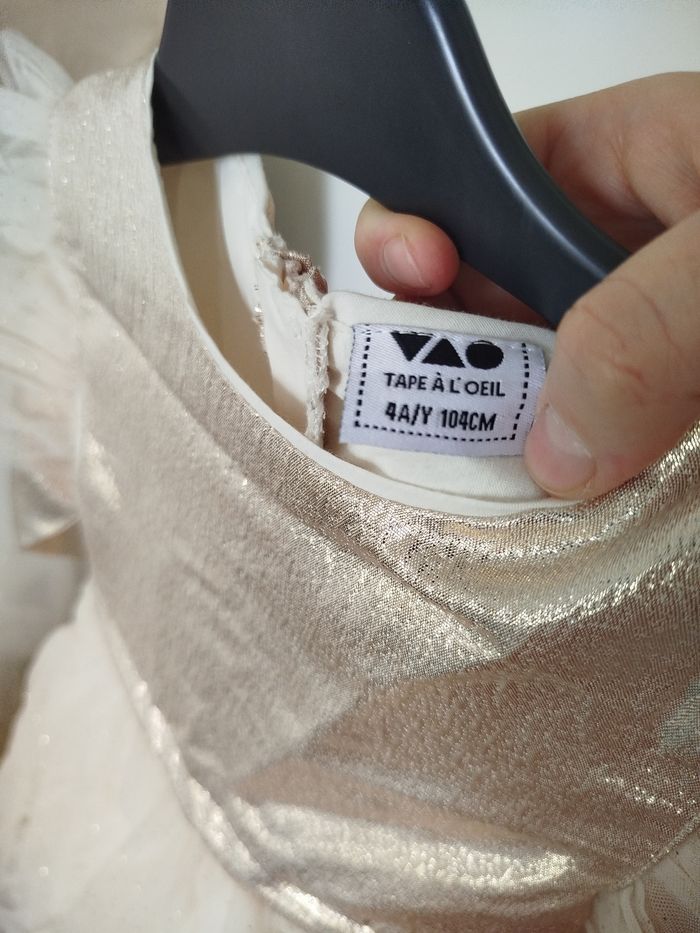 TAPE À L'OEIL
4A/Y 104CM